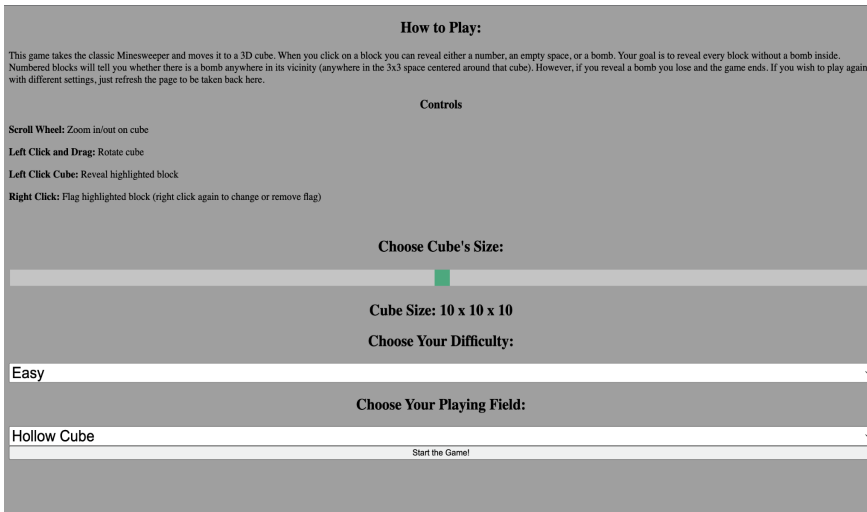 How to Play:
This game takes the classic Minesweeper and moves it to a 3D cube. When you click on a block you can reveal either a number, an empty space, or a bomb. Your goal is to reveal every block without a bomb inside.
Numbered blocks will tell you whether there is a bomb anywhere in its vicinity (anywhere in the 3x3 space centered around that cube). However, if you reveal a bomb you lose and the game ends. If you wish to play again
with different settings, just refresh the page to be taken back here.
Controls
Scroll Wheel: Zoom in/out on cube
Left Click and Drag: Rotate cube
Left Click Cube: Reveal highlighted block
Right Click: Flag highlighted block (right click again to change or remove flag)
Choose Cube's Size:
Cube Size: 10 x 10 x 10
Choose Your Difficulty:
Easy
Choose Your Playing Field:
Hollow Cube
Start the Game!